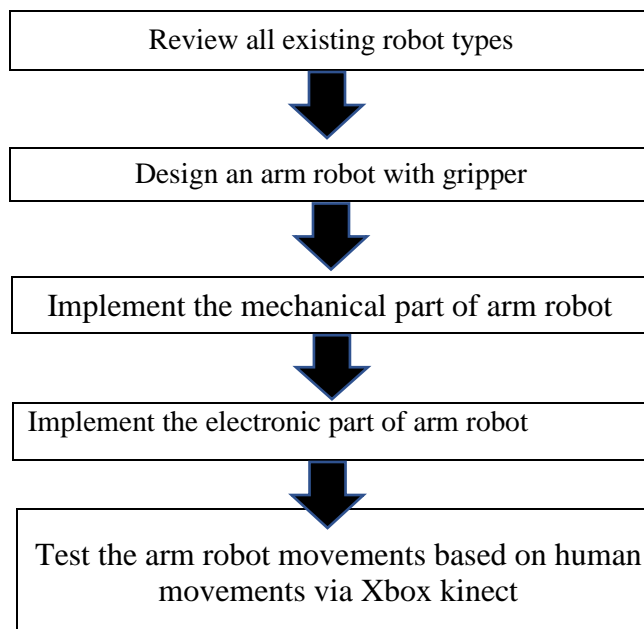 Review all existing robot types
Design an arm robot with gripper
Implement the mechanical part of arm robot
Implement the electronic part of arm robot
Test the arm robot movements based on human
movements via Xbox kinect